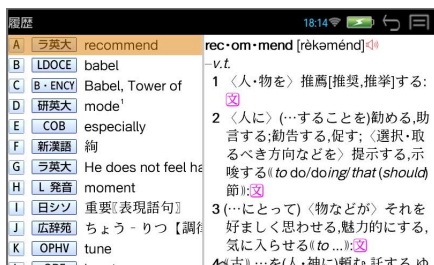 履歴 18:14
A ラ英大 recommend
B LDOCE babel
C B・ENCY Babel, Tower of
D 研英大 mode¹
E COB especially
F 新漢語 絢
G ラ英大 He does not feel ha
H L 発音 moment
I 日シソ 重要〖表現語句〗
J 広辞苑 ちょう‐りつ【調律
K OPHV tune
rec・om・mend [rèkəménd]
–v.t.
1 〈人・物を〉推薦[推奨,推挙]する:
文
2 〈人に〉(…することを)勧める,助
言する;勧告する,促す;〈選択・取
るべき方向などを〉提示する,示
唆する《to do/doing/that (should)
節》:文
3 (…にとって)〈物などが〉それを
好ましく思わせる,魅力的にする,
気に入らせる《to ...》:文